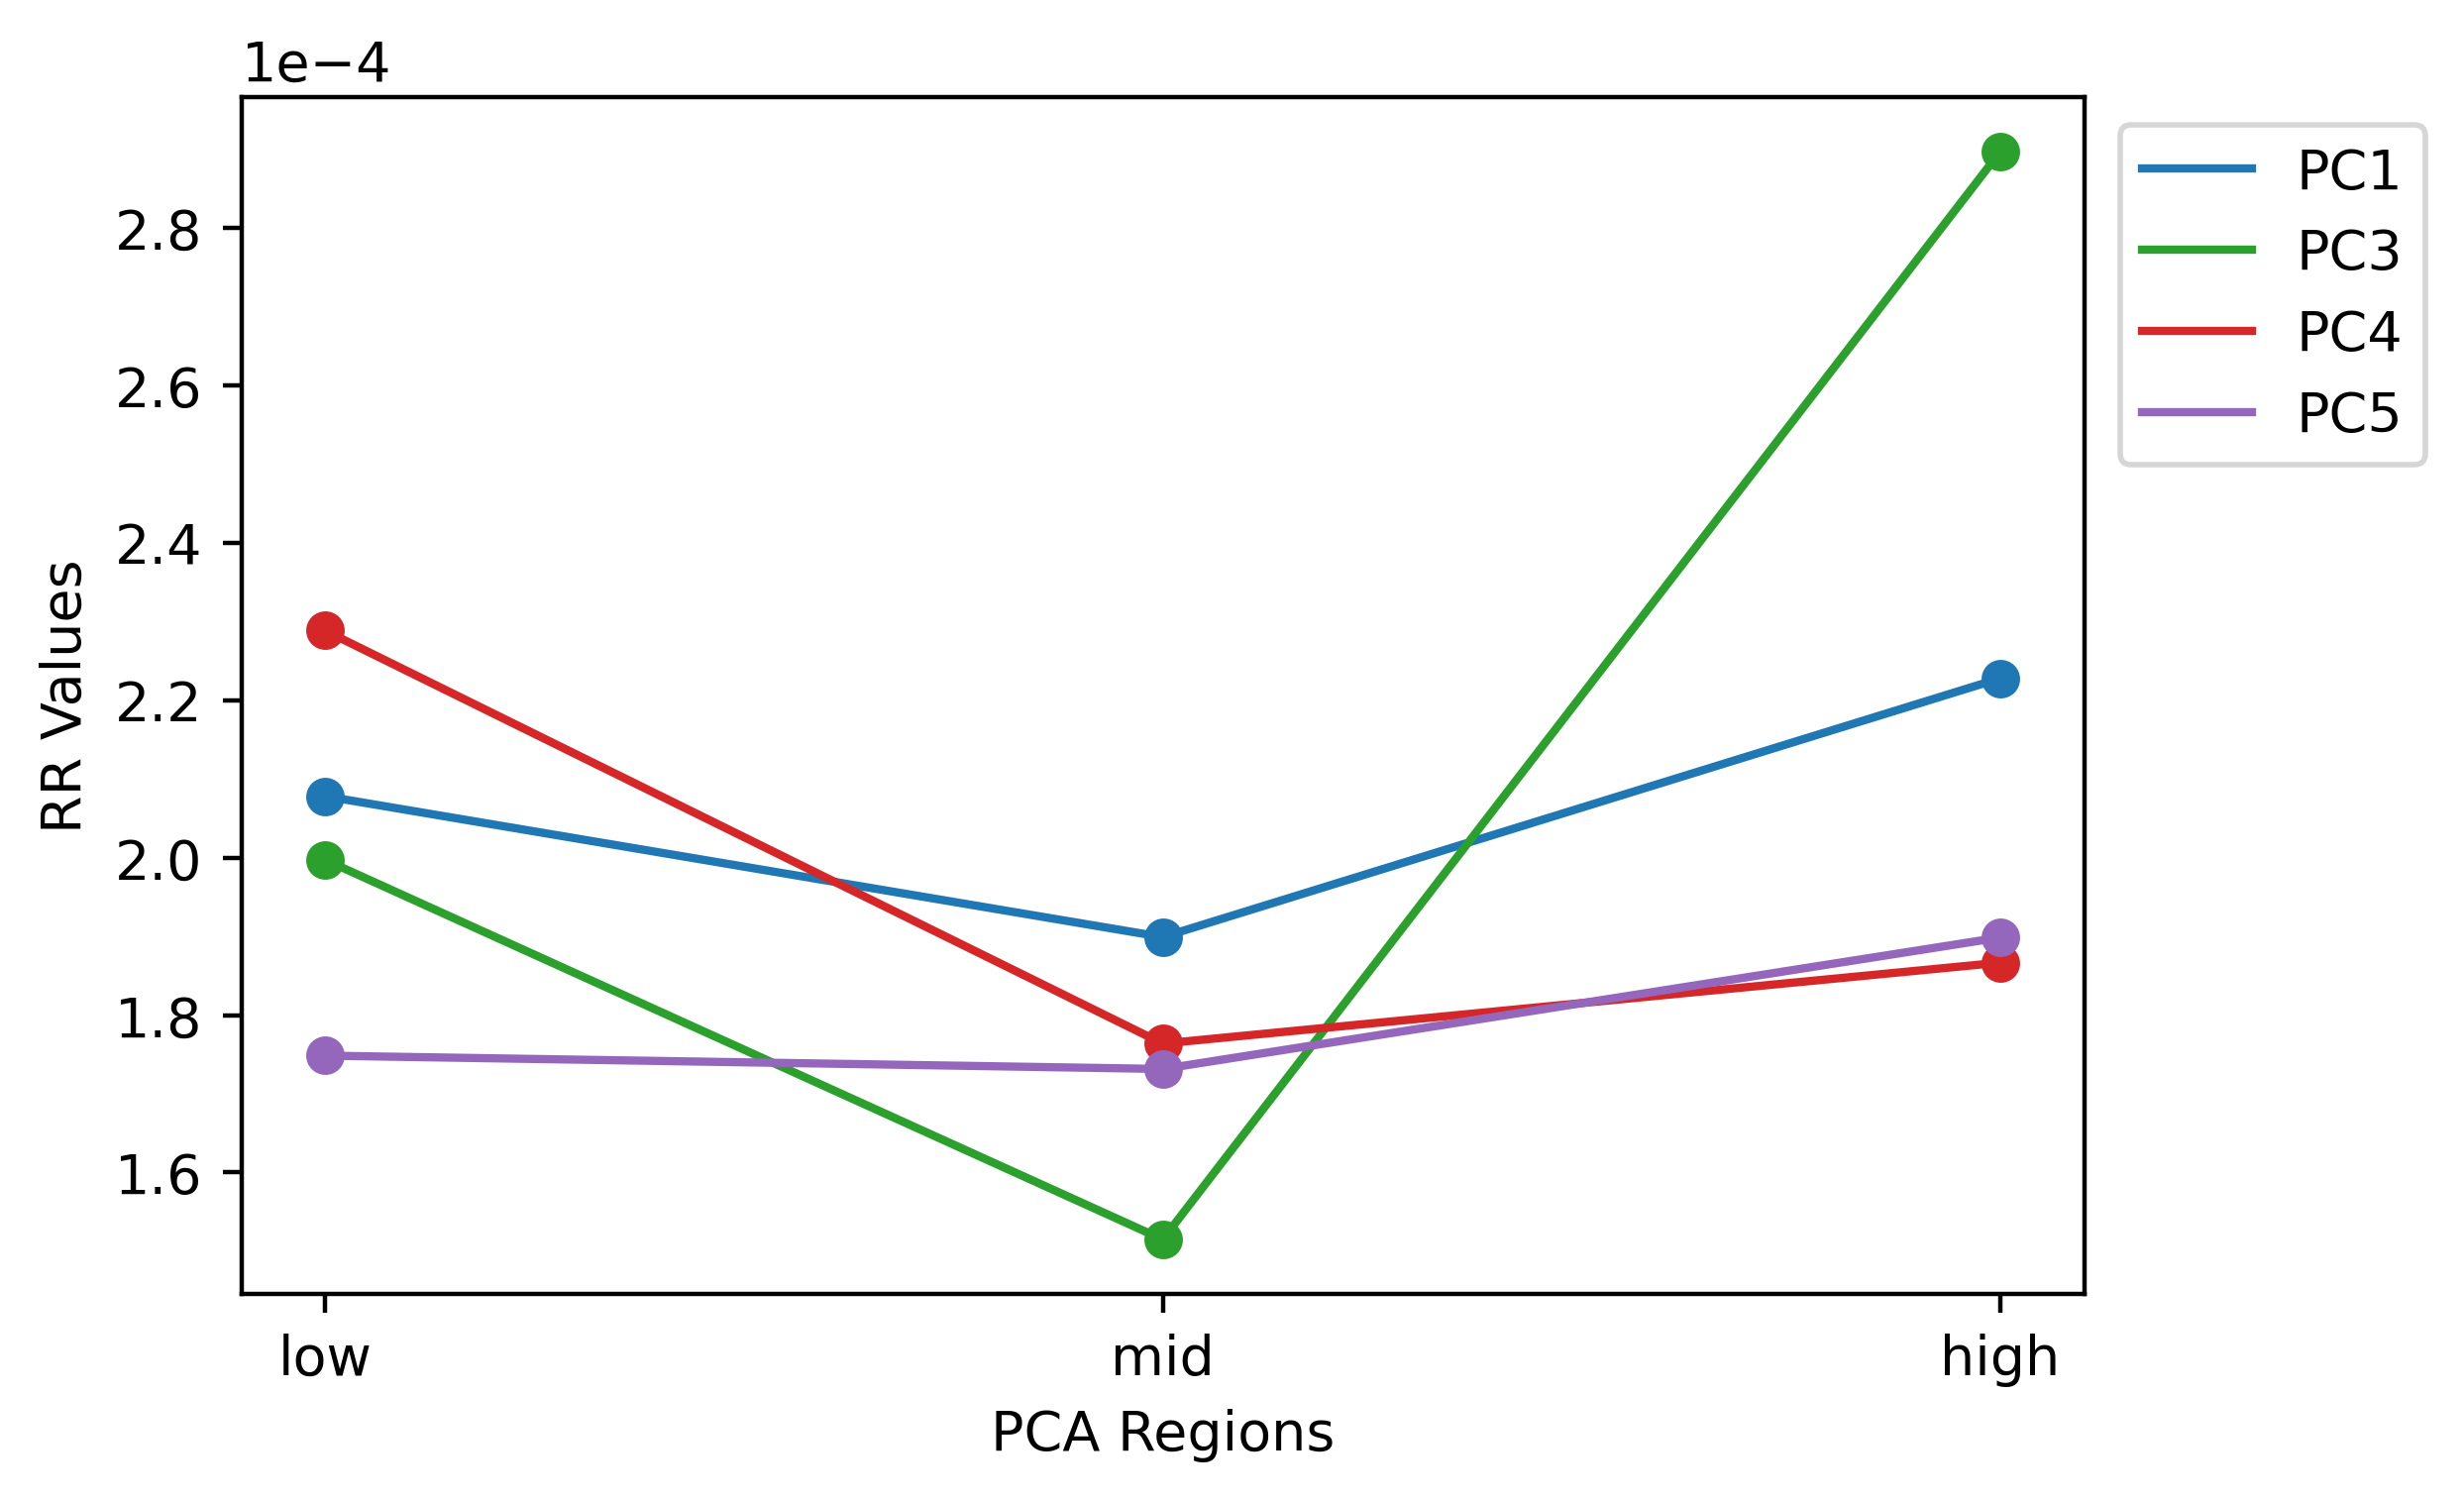 1e−4
2.8
2.6
2.4
2.2
2.0
1.8
1.6
RR Values
low mid high
PCA Regions
PC1
PC3
PC4
PC5